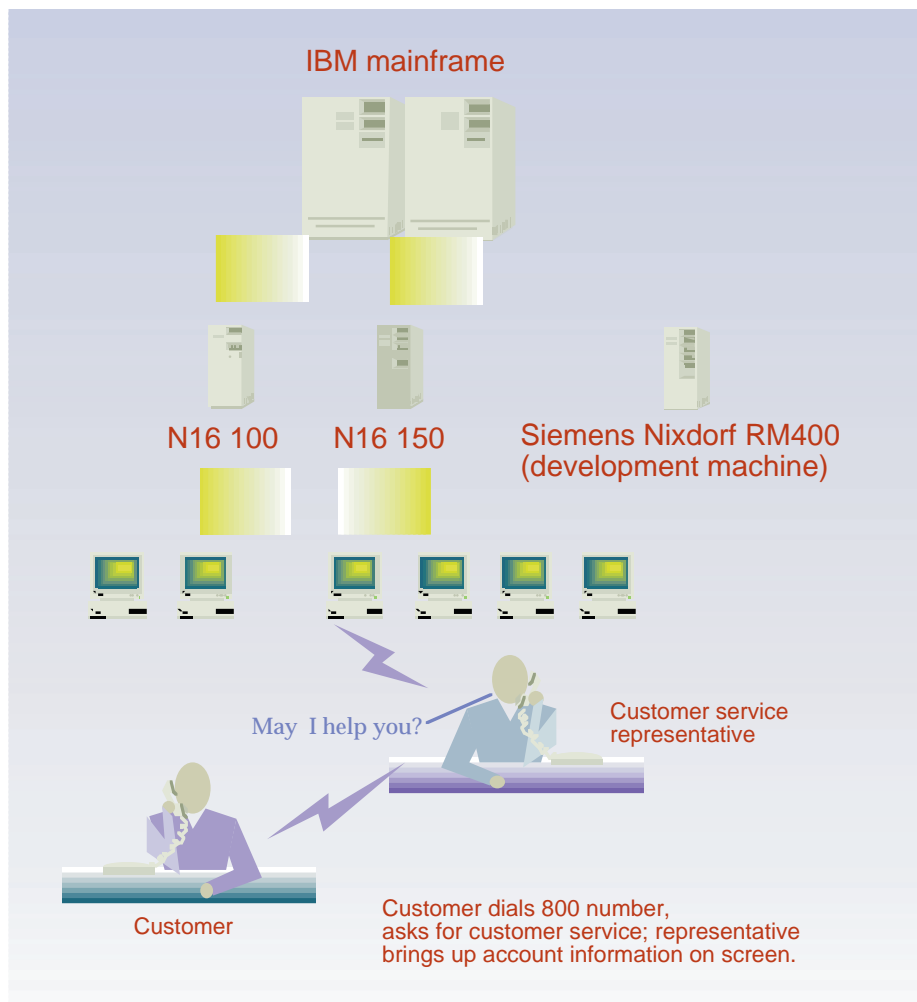 IBM mainframe
N16 100
N16 150
Siemens Nixdorf RM400
(development machine)
May I help you?
Customer service
representative
Customer
Customer dials 800 number,
asks for customer service; representative
brings up account information on screen.